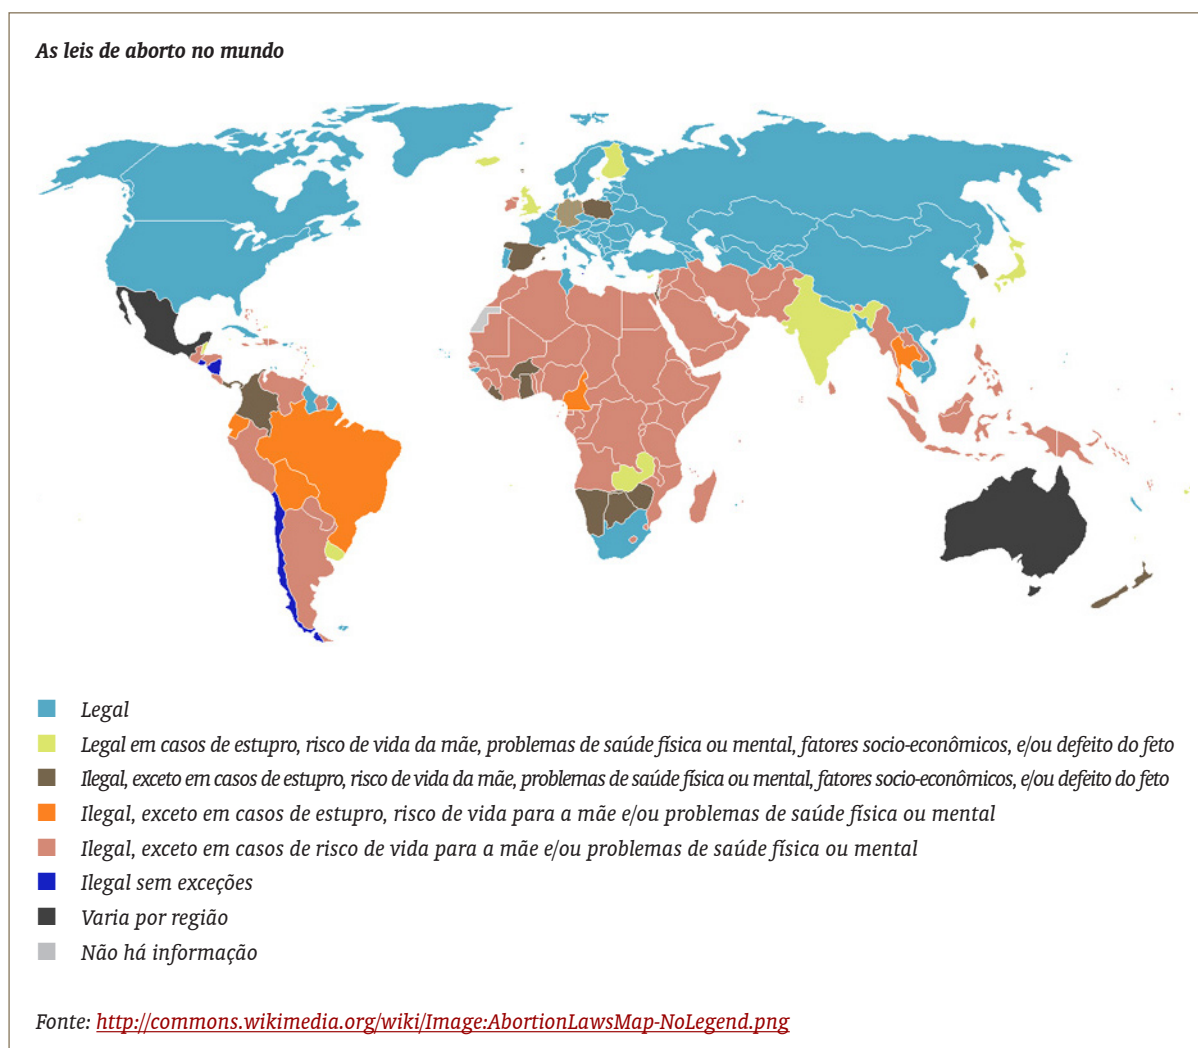 As leis de aborto no mundo
Legal
Legal em casos de estupro, risco de vida da mãe, problemas de saúde física ou mental, fatores socio-econômicos, e/ou defeito do feto
Ilegal, exceto em casos de estupro, risco de vida da mãe, problemas de saúde física ou mental, fatores socio-econômicos, e/ou defeito do feto
Ilegal, exceto em casos de estupro, risco de vida para a mãe e/ou problemas de saúde física ou mental
Ilegal, exceto em casos de risco de vida para a mãe e/ou problemas de saúde física ou mental
Ilegal sem exceções
Varia por região
Não há informação
Fonte: http://commons.wikimedia.org/wiki/Image:AbortionLawsMap-NoLegend.png